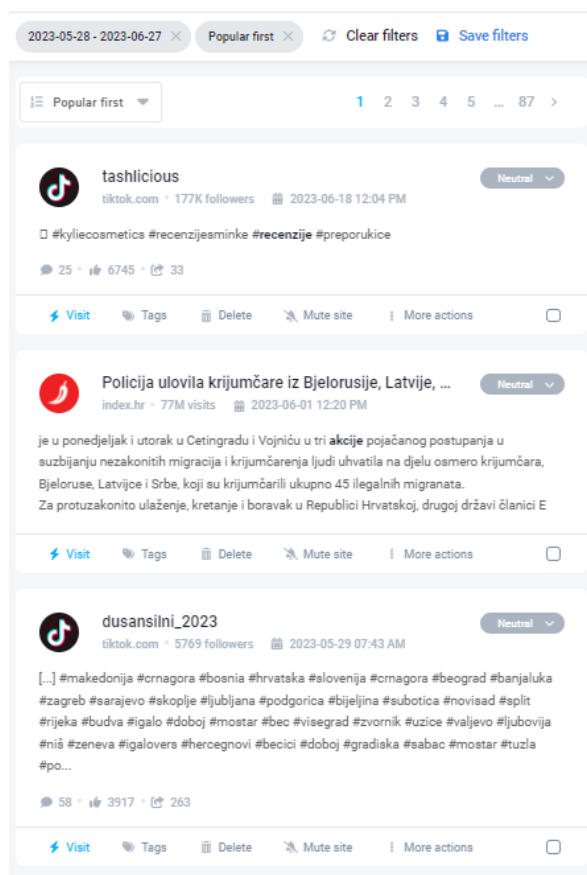 2023-05-28 - 2023-06-27 ×
Popular first ×
Clear filters
Save filters
Popular first
1 2 3 4 5 ... 87 >
tashlicious
Neutral
tiktok.com • 177K followers 2023-06-18 12:04 PM
#kyliecosmetics #recenzijesminke #recenzije #preporukice
25 • 6745 • 33
Visit Tags Delete Mute site More actions
Policija ulovila krijumčare iz Bjelorusije, Latvije, ...
Neutral
index.hr • 77M visits 2023-06-01 12:20 PM
je u ponedjeljak i utorak u Cetingradu i Vojniću u tri akcije pojačanog postupanja u
suzbijanju nezakonitih migracija i krijumčarenja ljudi uhvatila na djelu osmero krijumčara,
Bjeloruse, Latvijce i Srbe, koji su krijumčarili ukupno 45 ilegalnih migranata.
Za protuzakonito ulaženje, kretanje i boravak u Republici Hrvatskoj, drugoj državi članici E
Visit Tags Delete Mute site More actions
dusansilni_2023
Neutral
tiktok.com • 5769 followers 2023-05-29 07:43 AM
[...] #makedonija #crnagora #bosnia #hrvatska #slovenija #crnagora #beograd #banjaluka
#zagreb #sarajevo #skoplje #ljubljana #podgorica #bijeljina #subotica #novisad #split
#rijeka #budva #igalo #doboj #mostar #bec #visegrad #zvornik #uzice #valjevo #ljubovija
#niš #zeneva #igalovers #hercegnovi #becici #doboj #gradiska #sabac #mostar #tuzla
#po...
58 • 3917 • 263
Visit Tags Delete Mute site More actions